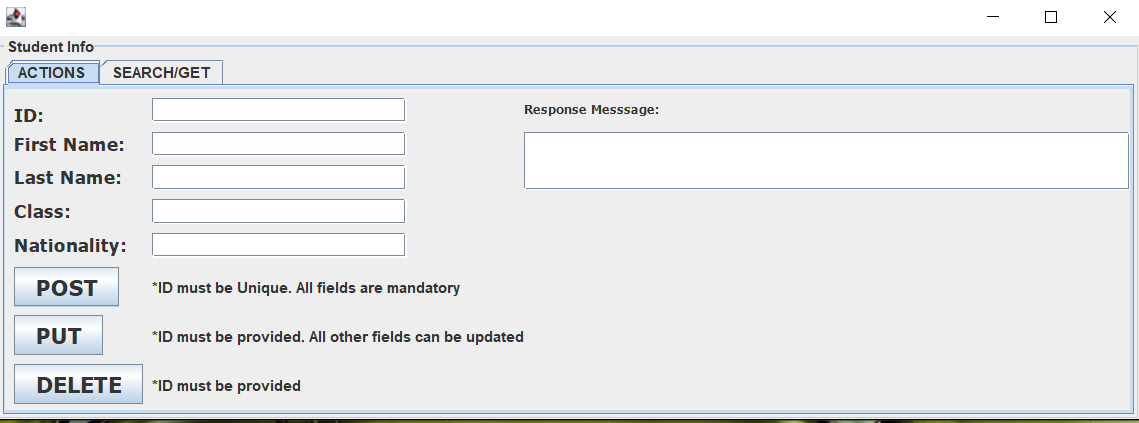 Student Info
ACTIONS SEARCH/GET
ID:
Response Messsage:
First Name:
Last Name:
Class:
Nationality:
POST *ID must be Unique. All fields are mandatory
PUT *ID must be provided. All other fields can be updated
DELETE *ID must be provided